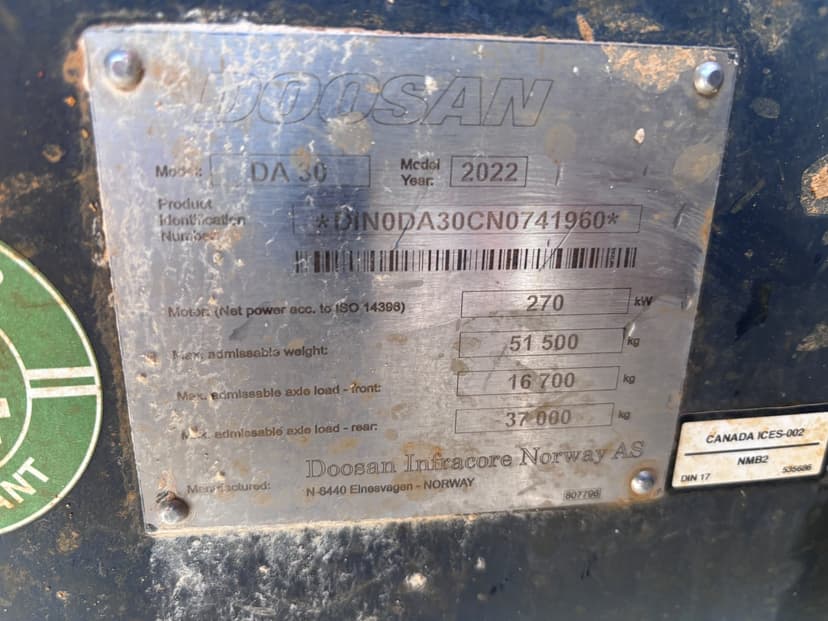 DOOSAN
Model: DA 30 Model Year: 2022
Product Identification Number: *DIN0DA30CN0741960*
Motor: (Net power acc. to ISO 14396) 270 kW
Max. admissable weight: 51 500 kg
Max. admissable axle load - front: 16 700 kg
Max. admissable axle load - rear: 37 000 kg
Manufactured: Doosan Infracore Norway AS
N-6440 Elnesvagen - NORWAY
807796
CANADA ICES-002
NMB2
DIN 17 535686